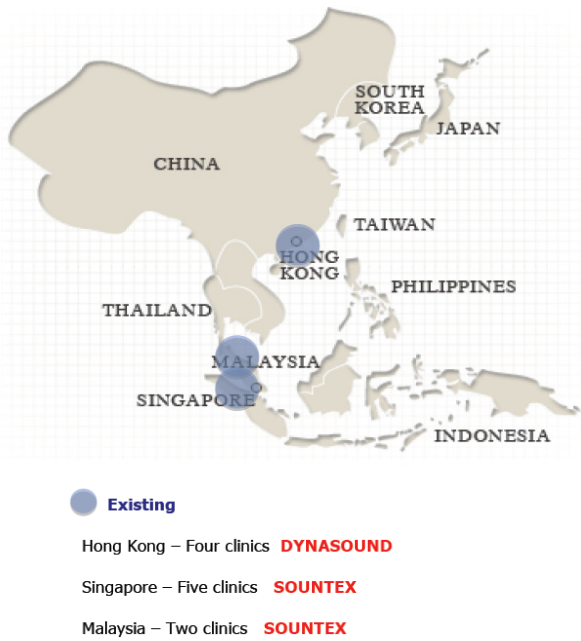 SOUTH
KOREA
JAPAN
CHINA
TAIWAN
HONG
KONG
PHILIPPINES
THAILAND
MALAYSIA
SINGAPORE
INDONESIA
Existing
Hong Kong – Four clinics DYNASOUND
Singapore – Five clinics SOUNTEX
Malaysia – Two clinics SOUNTEX